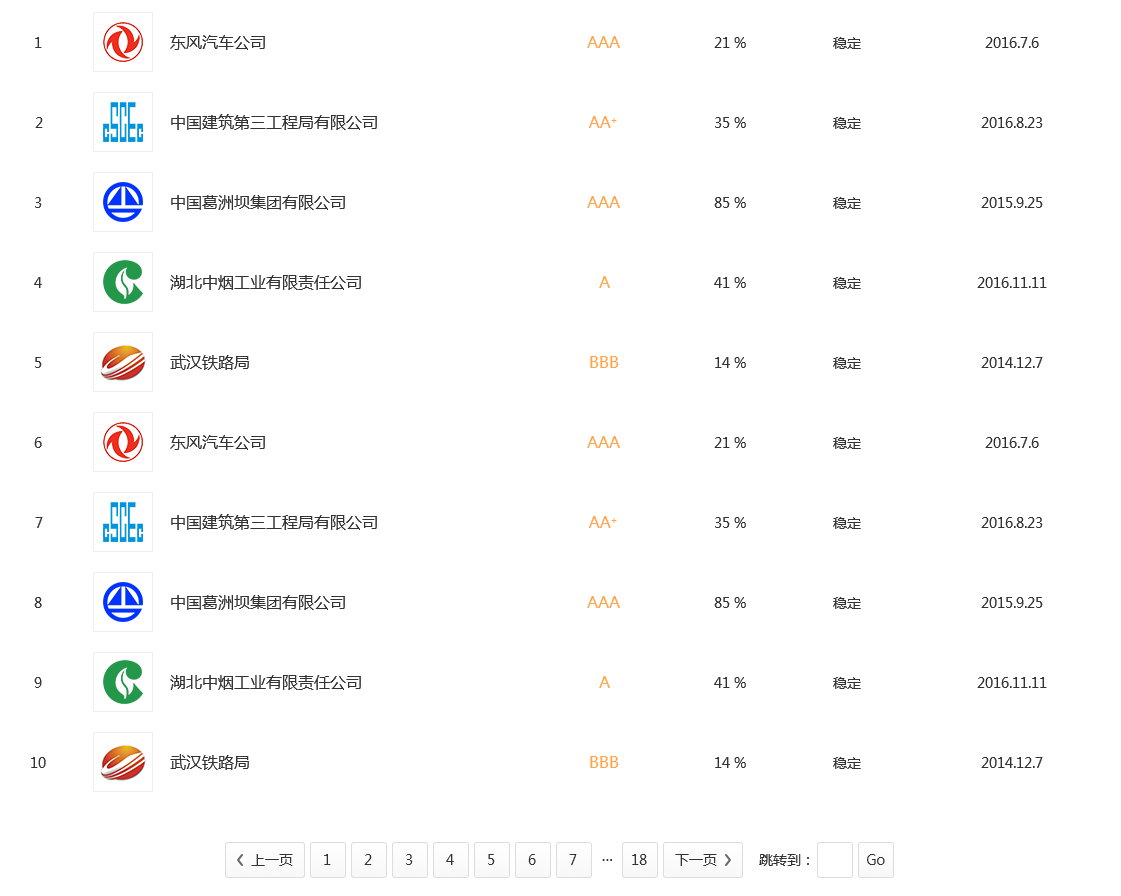 1 东风汽车公司 AAA 21 % 稳定 2016.7.6
2 CSCEC 中国建筑第三工程局有限公司 AA+ 35 % 稳定 2016.8.23
3 中国葛洲坝集团有限公司 AAA 85 % 稳定 2015.9.25
4 湖北中烟工业有限责任公司 A 41 % 稳定 2016.11.11
5 武汉铁路局 BBB 14 % 稳定 2014.12.7
6 东风汽车公司 AAA 21 % 稳定 2016.7.6
7 CSCEC 中国建筑第三工程局有限公司 AA+ 35 % 稳定 2016.8.23
8 中国葛洲坝集团有限公司 AAA 85 % 稳定 2015.9.25
9 湖北中烟工业有限责任公司 A 41 % 稳定 2016.11.11
10 武汉铁路局 BBB 14 % 稳定 2014.12.7
上一页 1 2 3 4 5 6 7 ··· 18 下一页 跳转到： Go